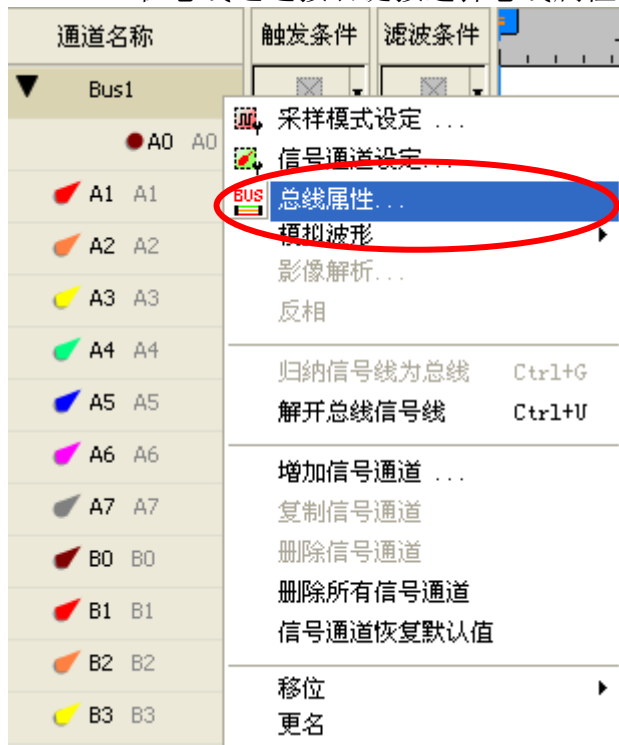 通道名称 触发条件 滤波条件
Bus1
A0 A0
A1 A1
A2 A2
A3 A3
A4 A4
A5 A5
A6 A6
A7 A7
B0 B0
B1 B1
B2 B2
B3 B3
采样模式设定 ...
信号通道设定...
BUS 总线属性...
模拟波形
影像解析...
反相
归纳信号线为总线 Ctrl+G
解开总线信号线 Ctrl+U
增加信号通道 ...
复制信号通道
删除信号通道
删除所有信号通道
信号通道恢复默认值
移位
更名